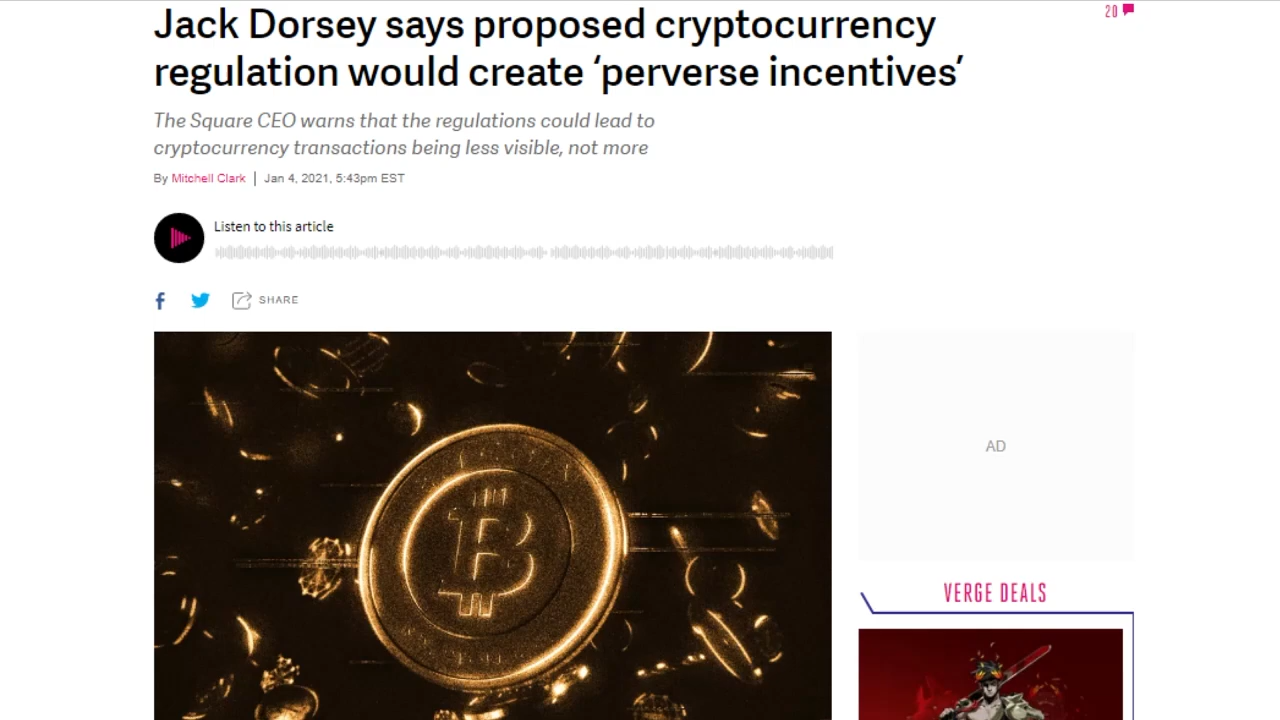 Jack Dorsey says proposed cryptocurrency
regulation would create ‘perverse incentives’
20
The Square CEO warns that the regulations could lead to
cryptocurrency transactions being less visible, not more
By Mitchell Clark | Jan 4, 2021, 5:43pm EST
Listen to this article
SHARE
AD
VERGE DEALS